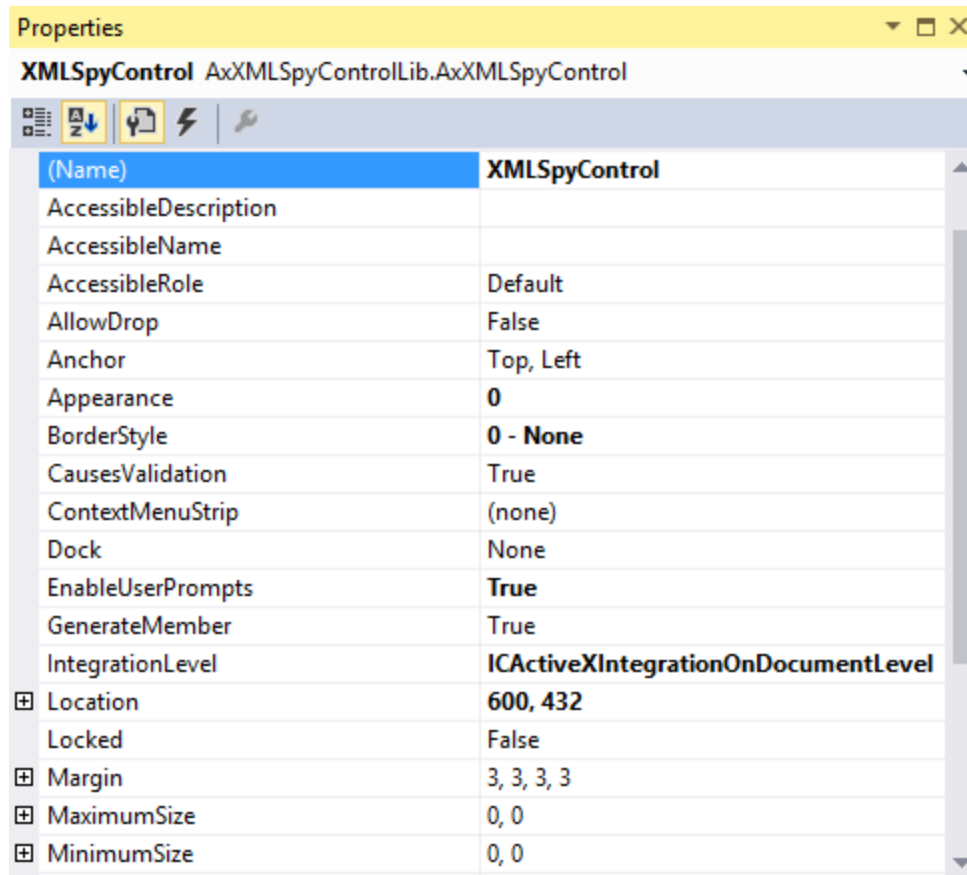 Properties
XMLSpyControl AxXMLSpyControlLib.AxXMLSpyControl
(Name) XMLSpyControl
AccessibleDescription
AccessibleName
AccessibleRole Default
AllowDrop False
Anchor Top, Left
Appearance 0
BorderStyle 0 - None
CausesValidation True
ContextMenuStrip (none)
Dock None
EnableUserPrompts True
GenerateMember True
IntegrationLevel ICActiveXIntegrationOnDocumentLevel
Location 600, 432
Locked False
Margin 3, 3, 3, 3
MaximumSize 0, 0
MinimumSize 0, 0